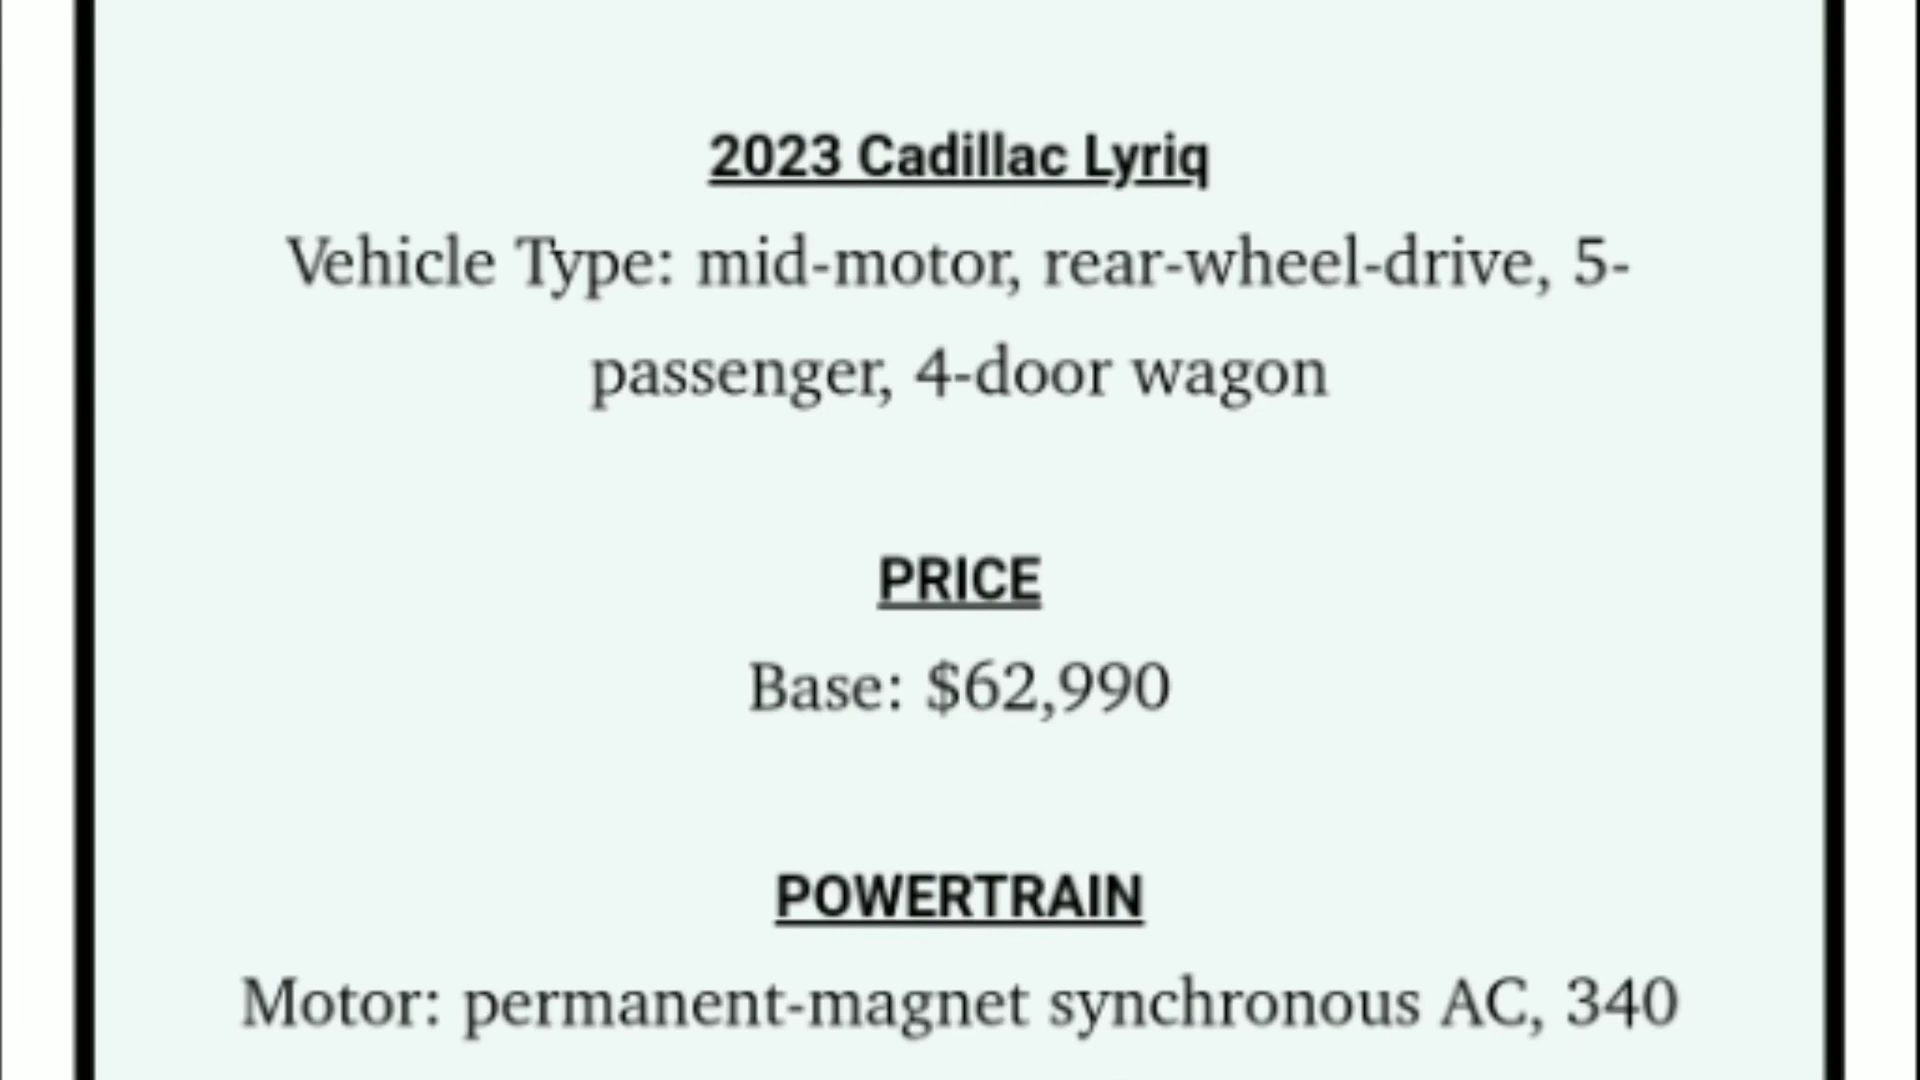 2023 Cadillac Lyriq
Vehicle Type: mid-motor, rear-wheel-drive, 5-
passenger, 4-door wagon
PRICE
Base: $62,990
POWERTRAIN
Motor: permanent-magnet synchronous AC, 340